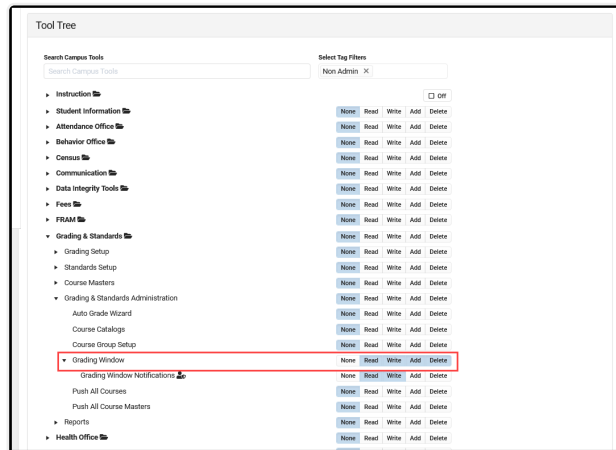 Tool Tree
Search Campus Tools Select Tag Filters
Search Campus Tools Non Admin ×
Instruction Off
Student Information None Read Write Add Delete
Attendance Office None Read Write Add Delete
Behavior Office None Read Write Add Delete
Census None Read Write Add Delete
Communication None Read Write Add Delete
Data Integrity Tools None Read Write Add Delete
Fees None Read Write Add Delete
FRAM None Read Write Add Delete
Grading & Standards None Read Write Add Delete
Grading Setup None Read Write Add Delete
Standards Setup None Read Write Add Delete
Course Masters None Read Write Add Delete
Grading & Standards Administration None Read Write Add Delete
Auto Grade Wizard None Read Write Add Delete
Course Catalogs None Read Write Add Delete
Course Group Setup None Read Write Add Delete
Grading Window None Read Write Add Delete
Grading Window Notifications None Read Write Add Delete
Push All Courses None Read Write Add Delete
Push All Course Masters None Read Write Add Delete
Reports None Read Write Add Delete
Health Office None Read Write Add Delete